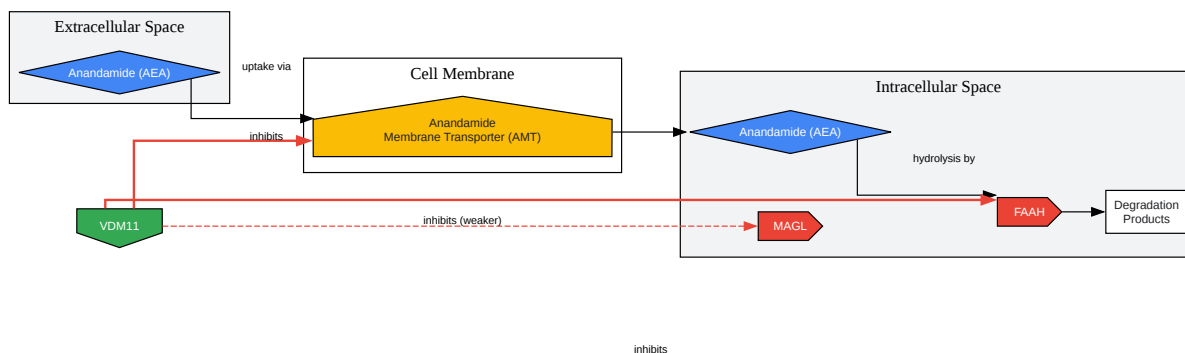 Extracellular Space
Anandamide (AEA)
uptake via
Cell Membrane
Anandamide
Membrane Transporter (AMT)
inhibits
Intracellular Space
Anandamide (AEA)
hydrolysis by
VDM11
inhibits (weaker)
MAGL
FAAH
Degradation
Products
inhibits